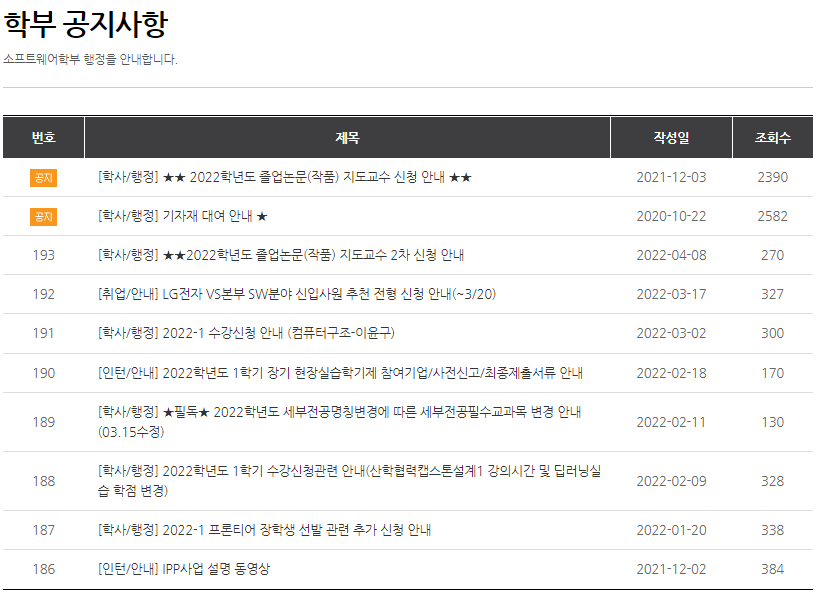 학부 공지사항
소프트웨어학부 행정을 안내합니다.
번호 제목 작성일 조회수
공지 [학사/행정] ★★ 2022학년도 졸업논문(작품) 지도교수 신청 안내 ★★ 2021-12-03 2390
공지 [학사/행정] 기자재 대여 안내 ★ 2020-10-22 2582
193 [학사/행정] ★★2022학년도 졸업논문(작품) 지도교수 2차 신청 안내 2022-04-08 270
192 [취업/안내] LG전자 VS본부 SW분야 신입사원 추천 전형 신청 안내(~3/20) 2022-03-17 327
191 [학사/행정] 2022-1 수강신청 안내 (컴퓨터구조-이윤구) 2022-03-02 300
190 [인턴/안내] 2022학년도 1학기 장기 현장실습학기제 참여기업/사전신고/최종제출서류 안내 2022-02-18 170
189 [학사/행정] ★필독★ 2022학년도 세부전공명칭변경에 따른 세부전공필수교과목 변경 안내 2022-02-11 130
(03.15수정)
188 [학사/행정] 2022학년도 1학기 수강신청관련 안내(산학협력캡스톤설계1 강의시간 및 딥러닝실 2022-02-09 328
습 학점 변경)
187 [학사/행정] 2022-1 프론티어 장학생 선발 관련 추가 신청 안내 2022-01-20 338
186 [인턴/안내] IPP사업 설명 동영상 2021-12-02 384